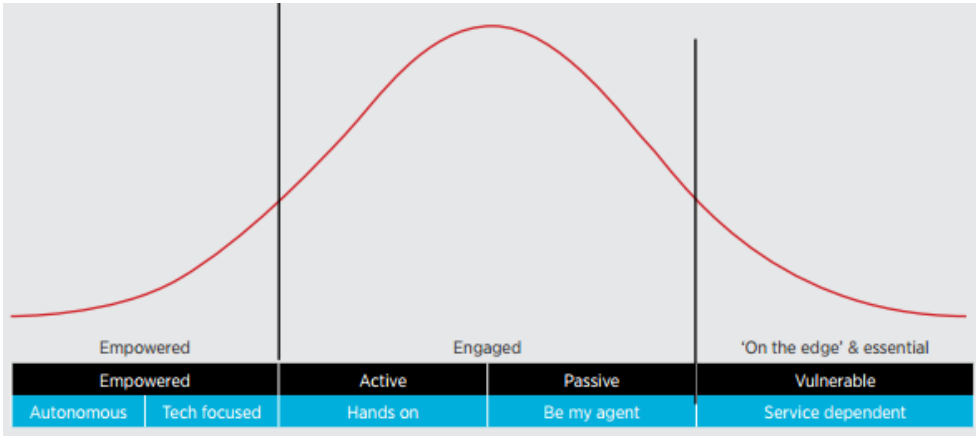 Empowered Engaged ‘On the edge’ & essential
Empowered Active Passive Vulnerable
Autonomous Tech focused Hands on Be my agent Service dependent